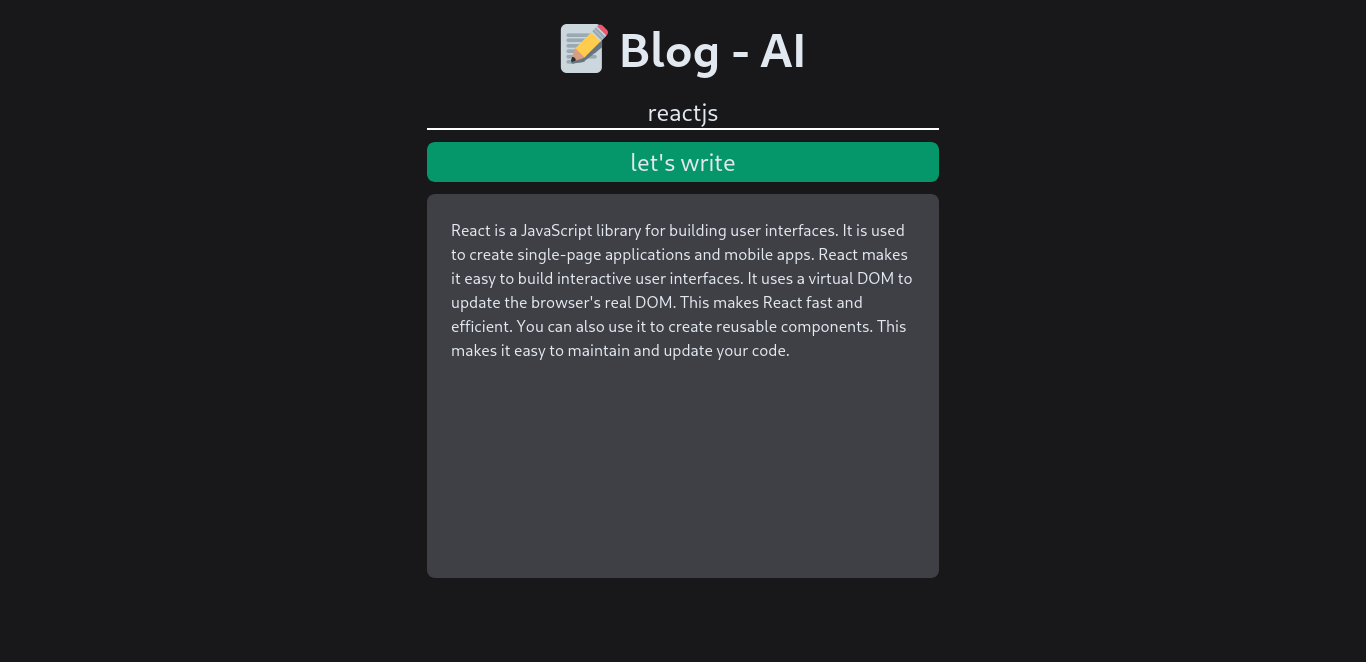 Blog - AI
reactjs
let's write
React is a JavaScript library for building user interfaces. It is used
to create single-page applications and mobile apps. React makes
it easy to build interactive user interfaces. It uses a virtual DOM to
update the browser's real DOM. This makes React fast and
efficient. You can also use it to create reusable components. This
makes it easy to maintain and update your code.